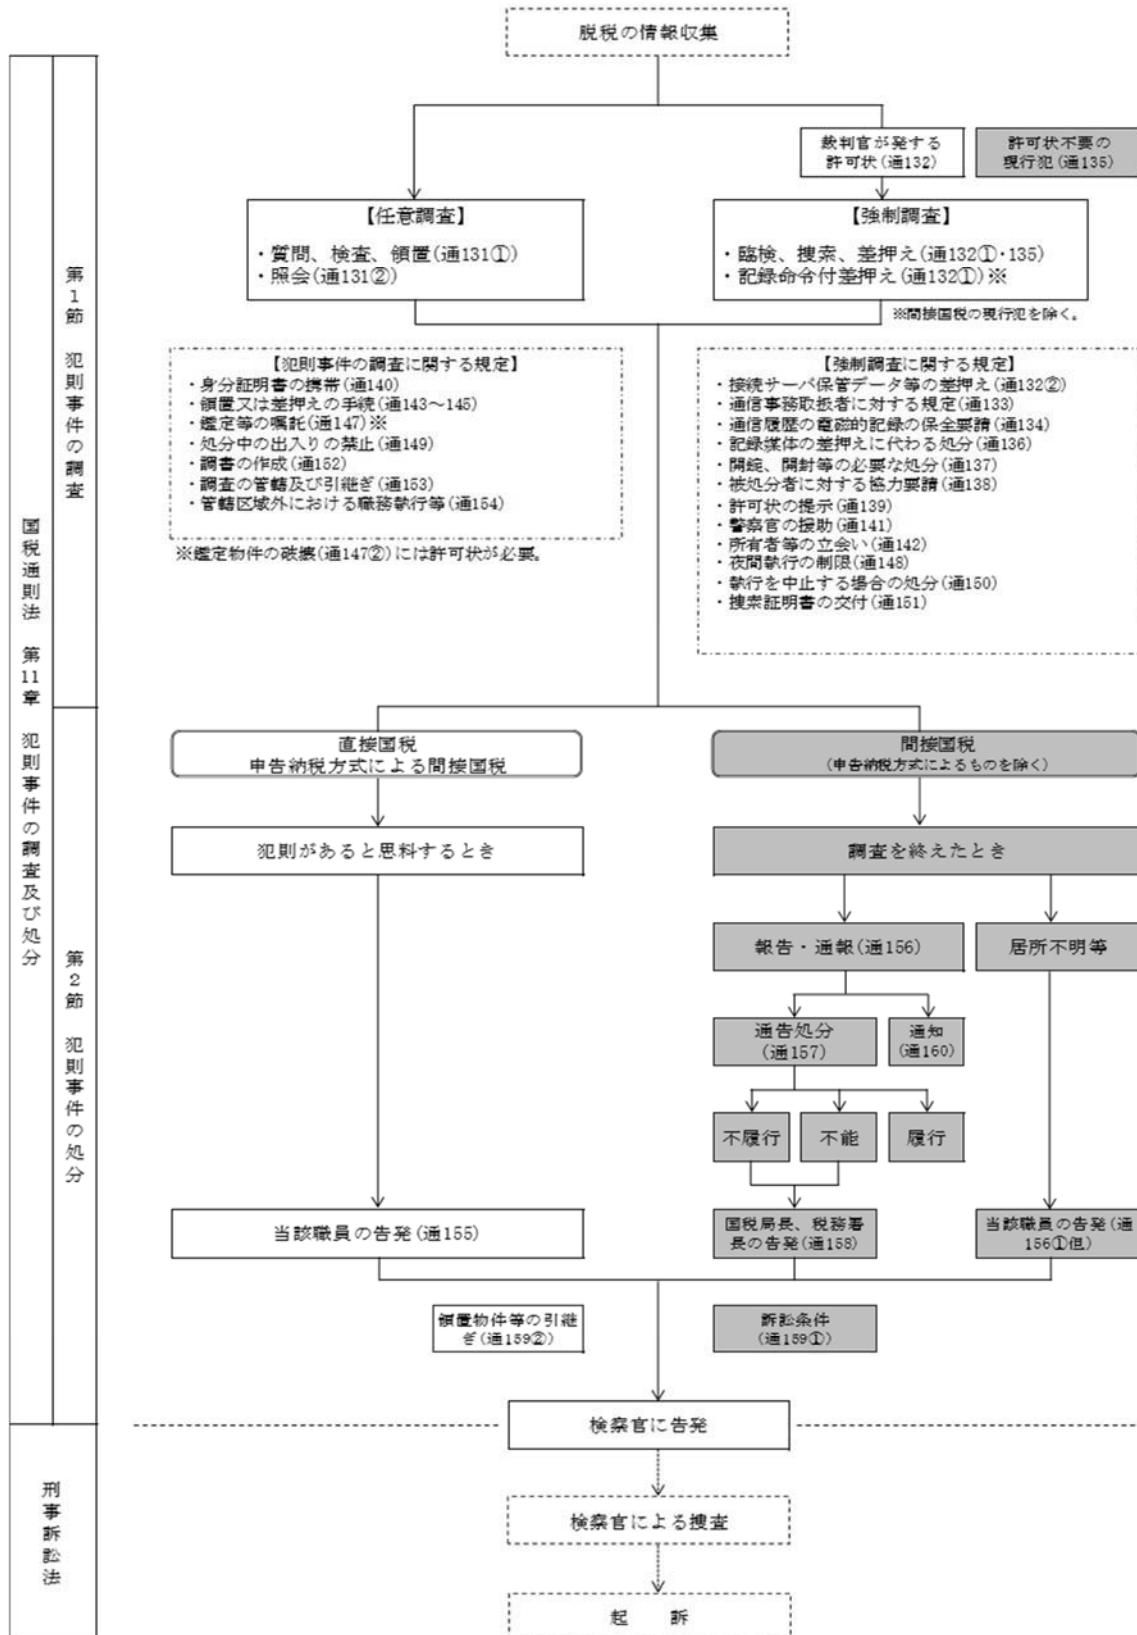 脱税の情報収集
裁判官が発する
許可状(通132)
許可状不要の
現行犯(通135)
【任意調査】
・質問、検査、領置(通131①)
・照会(通131②)
【強制調査】
・臨検、捜索、差押え(通132①・135)
・記録命令付差押え(通132①)※
※間接国税の現行犯を除く。
【犯則事件の調査に関する規定】
・身分証明書の携帯(通140)
・領置又は差押えの手続(通143～145)
・鑑定等の嘱託(通147)※
・処分中の出入りの禁止(通149)
・調書の作成(通152)
・調査の管轄及び引継ぎ(通153)
・管轄区域外における職務執行等(通154)
※鑑定物件の破壊(通147②)には許可状が必要。
【強制調査に関する規定】
・接続サーバ保管データ等の差押え(通132②)
・通信事務取扱者に対する規定(通133)
・通信履歴の電磁的記録の保全要請(通134)
・記録媒体の差押えに代わる処分(通136)
・開錠、開封等の必要な処分(通137)
・被処分者に対する協力要請(通138)
・許可状の提示(通139)
・警察官の援助(通141)
・所有者等の立会い(通142)
・夜間執行の制限(通148)
・執行を中止する場合の処分(通150)
・捜索証明書の交付(通151)
国税通則法 第11章 犯則事件の調査及び処分
第1節 犯則事件の調査
第2節 犯則事件の処分
直接国税
申告納税方式による間接国税
間接国税
(申告納税方式によるものを除く)
犯則があると思料するとき
調査を終えたとき
報告・通報(通156)
居所不明等
通告処分
(通157)
通知
(通160)
不履行
不能
履行
当該職員の告発(通155)
国税局長、税務署
長の告発(通158)
当該職員の告発(通
156①但)
領置物件等の引継
ぎ(通159②)
訴訟条件
(通159①)
検察官に告発
刑事訴訟法
検察官による捜査
起 訴